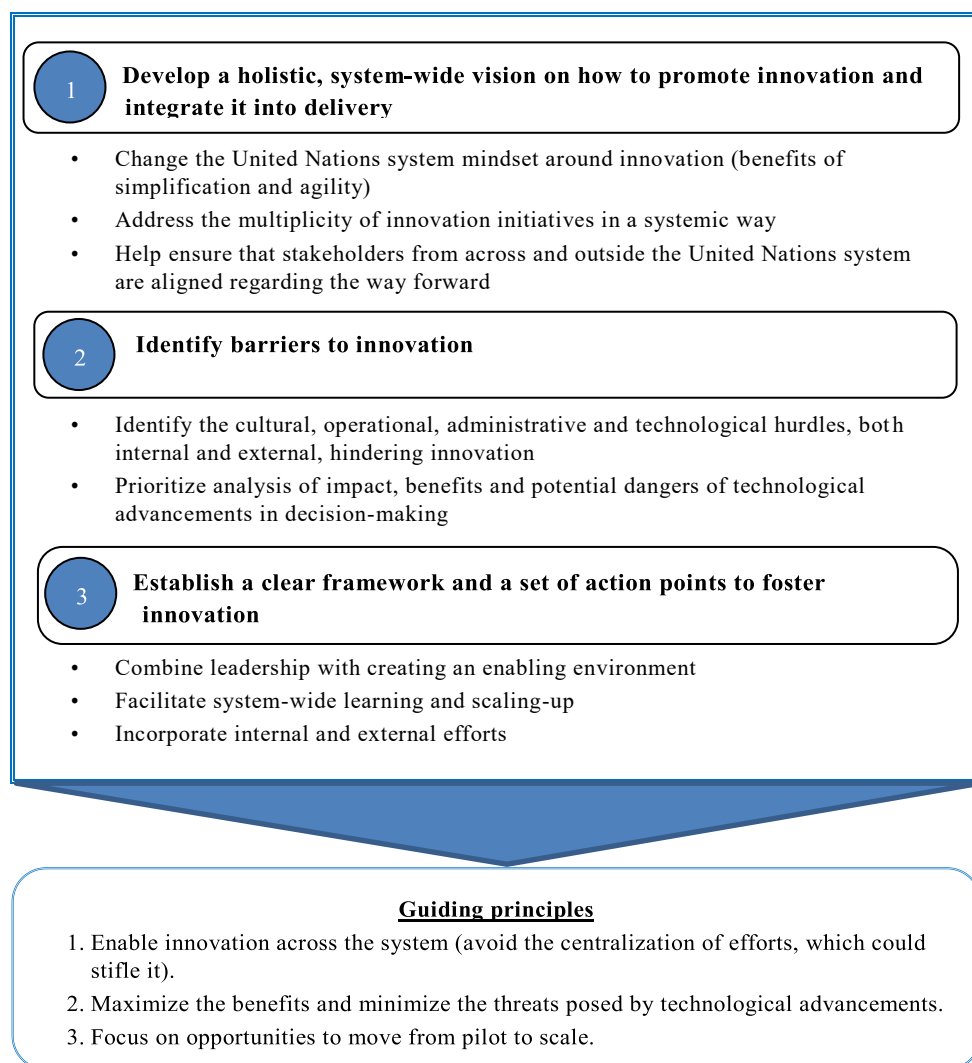 1
Develop a holistic, system-wide vision on how to promote innovation and
integrate it into delivery
• Change the United Nations system mindset around innovation (benefits of
simplification and agility)
• Address the multiplicity of innovation initiatives in a systemic way
• Help ensure that stakeholders from across and outside the United Nations system
are aligned regarding the way forward
2
Identify barriers to innovation
• Identify the cultural, operational, administrative and technological hurdles, both
internal and external, hindering innovation
• Prioritize analysis of impact, benefits and potential dangers of technological
advancements in decision-making
3
Establish a clear framework and a set of action points to foster
innovation
• Combine leadership with creating an enabling environment
• Facilitate system-wide learning and scaling-up
• Incorporate internal and external efforts
Guiding principles
1. Enable innovation across the system (avoid the centralization of efforts, which could
stifle it).
2. Maximize the benefits and minimize the threats posed by technological advancements.
3. Focus on opportunities to move from pilot to scale.